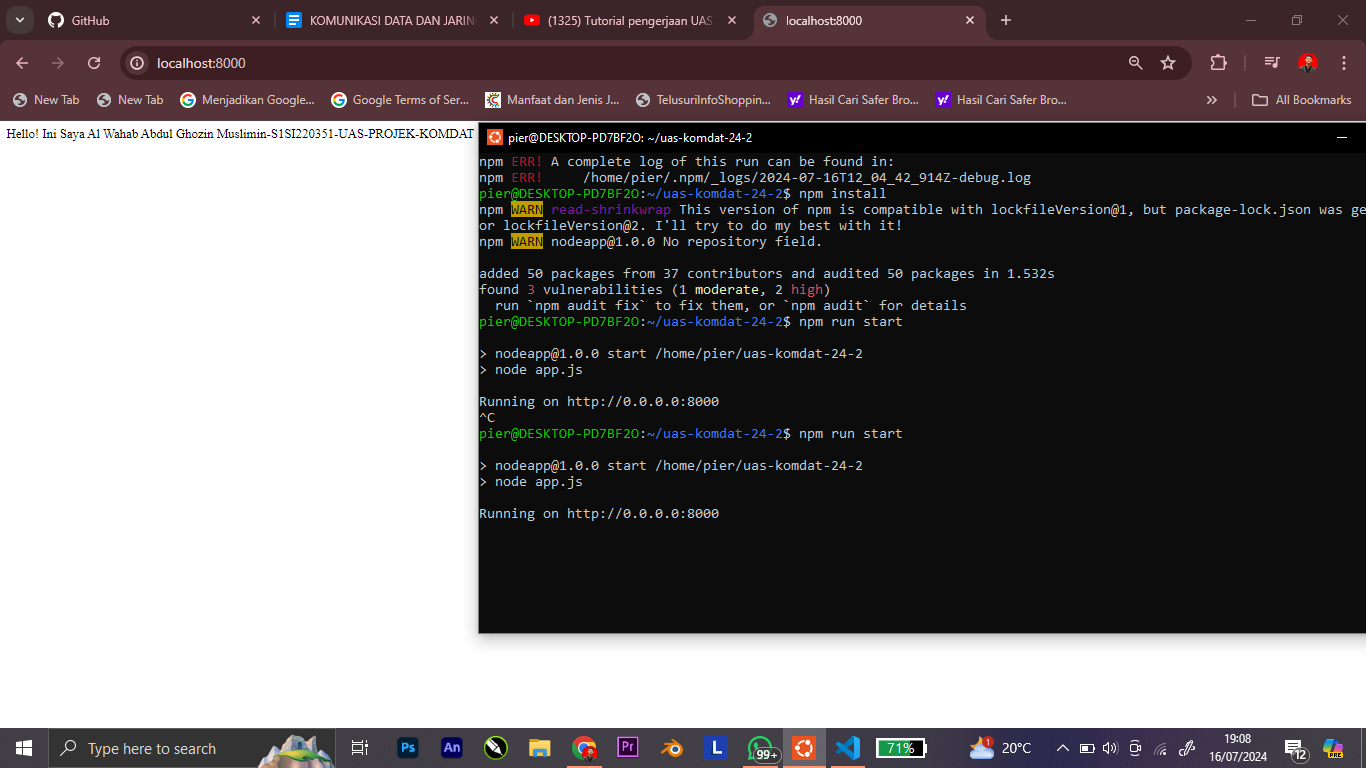 GitHub
KOMUNIKASI DATA DAN JARING
(1325) Tutorial pengerjaan UAS
localhost:8000
localhost:8000
New Tab
New Tab
Menjadikan Google...
Google Terms of Ser...
Manfaat dan Jenis J...
TelusurilnfoShoppin...
Hasil Cari Safer Bro...
Hasil Cari Safer Bro...
All Bookmarks
Hello! Ini Saya Al Wahab Abdul Ghozin Muslimin-S1SI220351-UAS-PROJEK-KOMDAT
pier@DESKTOP-PD7BF2O: ~/uas-komdat-24-2
npm ERR! A complete log of this run can be found in:
npm ERR!     /home/pier/.npm/_logs/2024-07-16T12_04_42_914Z-debug.log
pier@DESKTOP-PD7BF2O:~/uas-komdat-24-2$ npm install
npm WARN read-shrinkwrap This version of npm is compatible with lockfileVersion@1, but package-lock.json was ge
or lockfileVersion@2. I'll try to do my best with it!
npm WARN nodeapp@1.0.0 No repository field.
added 50 packages from 37 contributors and audited 50 packages in 1.532s
found 3 vulnerabilities (1 moderate, 2 high)
  run `npm audit fix` to fix them, or `npm audit` for details
pier@DESKTOP-PD7BF2O:~/uas-komdat-24-2$ npm run start
> nodeapp@1.0.0 start /home/pier/uas-komdat-24-2
> node app.js
Running on http://0.0.0.0:8000
^C
pier@DESKTOP-PD7BF2O:~/uas-komdat-24-2$ npm run start
> nodeapp@1.0.0 start /home/pier/uas-komdat-24-2
> node app.js
Running on http://0.0.0.0:8000
Type here to search
Ps
An
Pr
L
99+
71%
1
20°C
19:08
16/07/2024
12
PRE